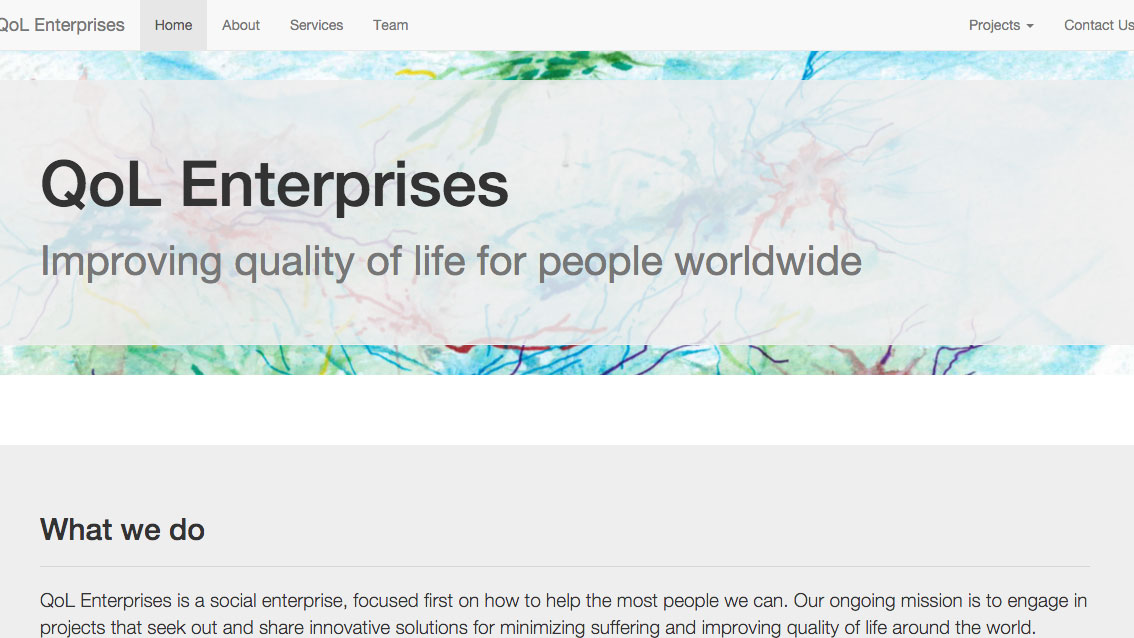 QoL Enterprises Home About Services Team Projects Contact Us
QoL Enterprises
Improving quality of life for people worldwide
What we do
QoL Enterprises is a social enterprise, focused first on how to help the most people we can. Our ongoing mission is to engage in
projects that seek out and share innovative solutions for minimizing suffering and improving quality of life around the world.